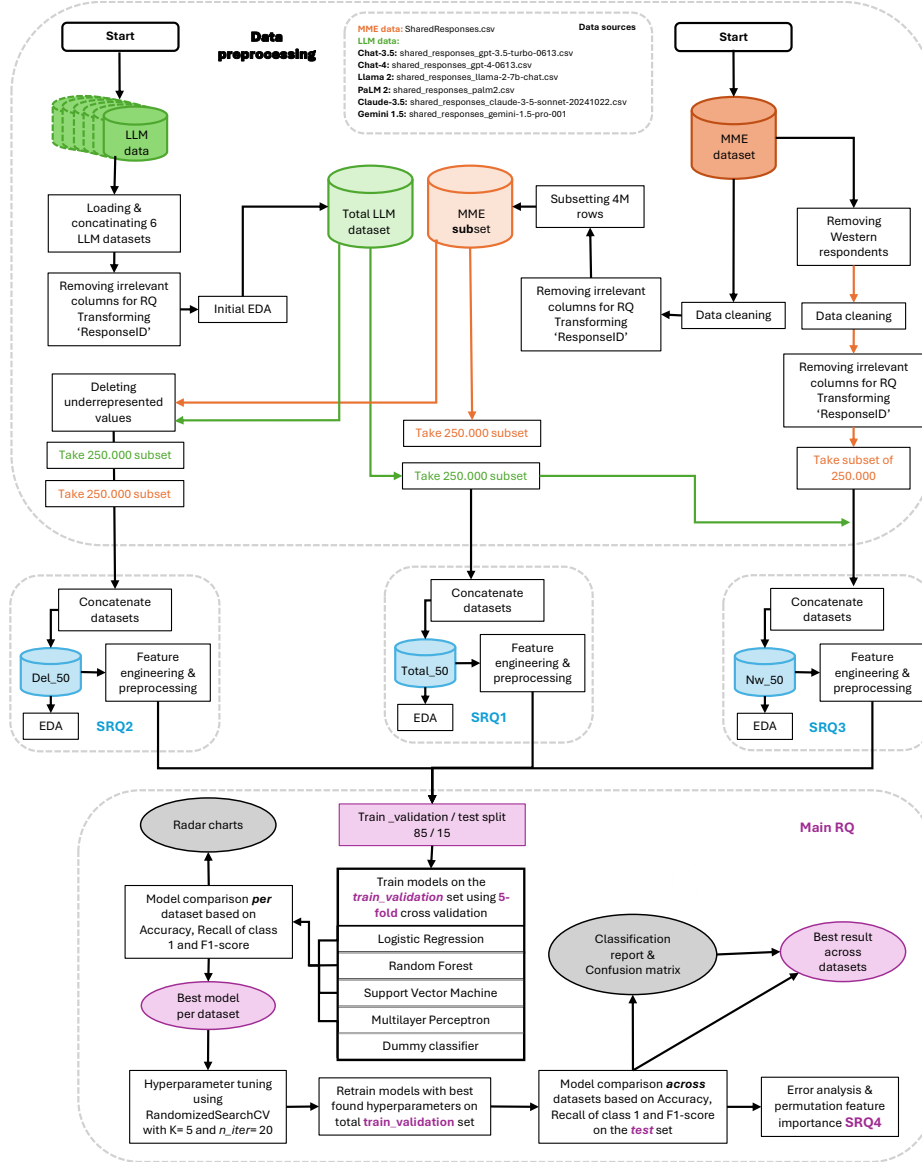 Start
Data
preprocessing
MME data: SharedResponses.csv
Data sources
LLM data:
Chat-3.5: shared_responses_gpt-3.5-turbo-0613.csv
Chat-4: shared_responses_gpt-4-0613.csv
Llama 2: shared_responses_llama-2-7b-chat.csv
PaLM 2: shared_responses_palm2.csv
Claude-3.5: shared_responses_claude-3-5-sonnet-20241022.csv
Gemini 1.5: shared_responses_gemini-1.5-pro-001
Start
LLM
data
MME
dataset
Loading &
concatinating 6
LLM datasets
Total LLM
dataset
MME
subset
Subsetting 4M
rows
Removing
Western
respondents
Removing irrelevant
columns for RQ
Transforming
‘ResponseID’
Initial EDA
Removing irrelevant
columns for RQ
Transforming
‘ResponseID’
Data cleaning
Data cleaning
Deleting
underrepresented
values
Removing irrelevant
columns for RQ
Transforming
‘ResponseID’
Take 250.000 subset
Take 250.000 subset
Take 250.000 subset
Take 250.000 subset
Take subset of
250.000
Concatenate
datasets
Del_50
Feature
engineering &
preprocessing
EDA
SRQ2
Concatenate
datasets
Total_50
Feature
engineering &
preprocessing
EDA
SRQ1
Concatenate
datasets
Nw_50
Feature
engineering &
preprocessing
EDA
SRQ3
Radar charts
Train _validation / test split
85 / 15
Main RQ
Train models on the
train_validation set using 5-
fold cross validation
Logistic Regression
Random Forest
Support Vector Machine
Multilayer Perceptron
Dummy classifier
Model comparison per
dataset based on
Accuracy, Recall of class
1 and F1-score
Best model
per dataset
Classification
report &
Confusion matrix
Best result
across
datasets
Hyperparameter tuning
using
RandomizedSearchCV
with K= 5 and n_iter= 20
Retrain models with best
found hyperparameters on
total train_validation set
Model comparison across
datasets based on Accuracy,
Recall of class 1 and F1-score
on the test set
Error analysis &
permutation feature
importance SRQ4